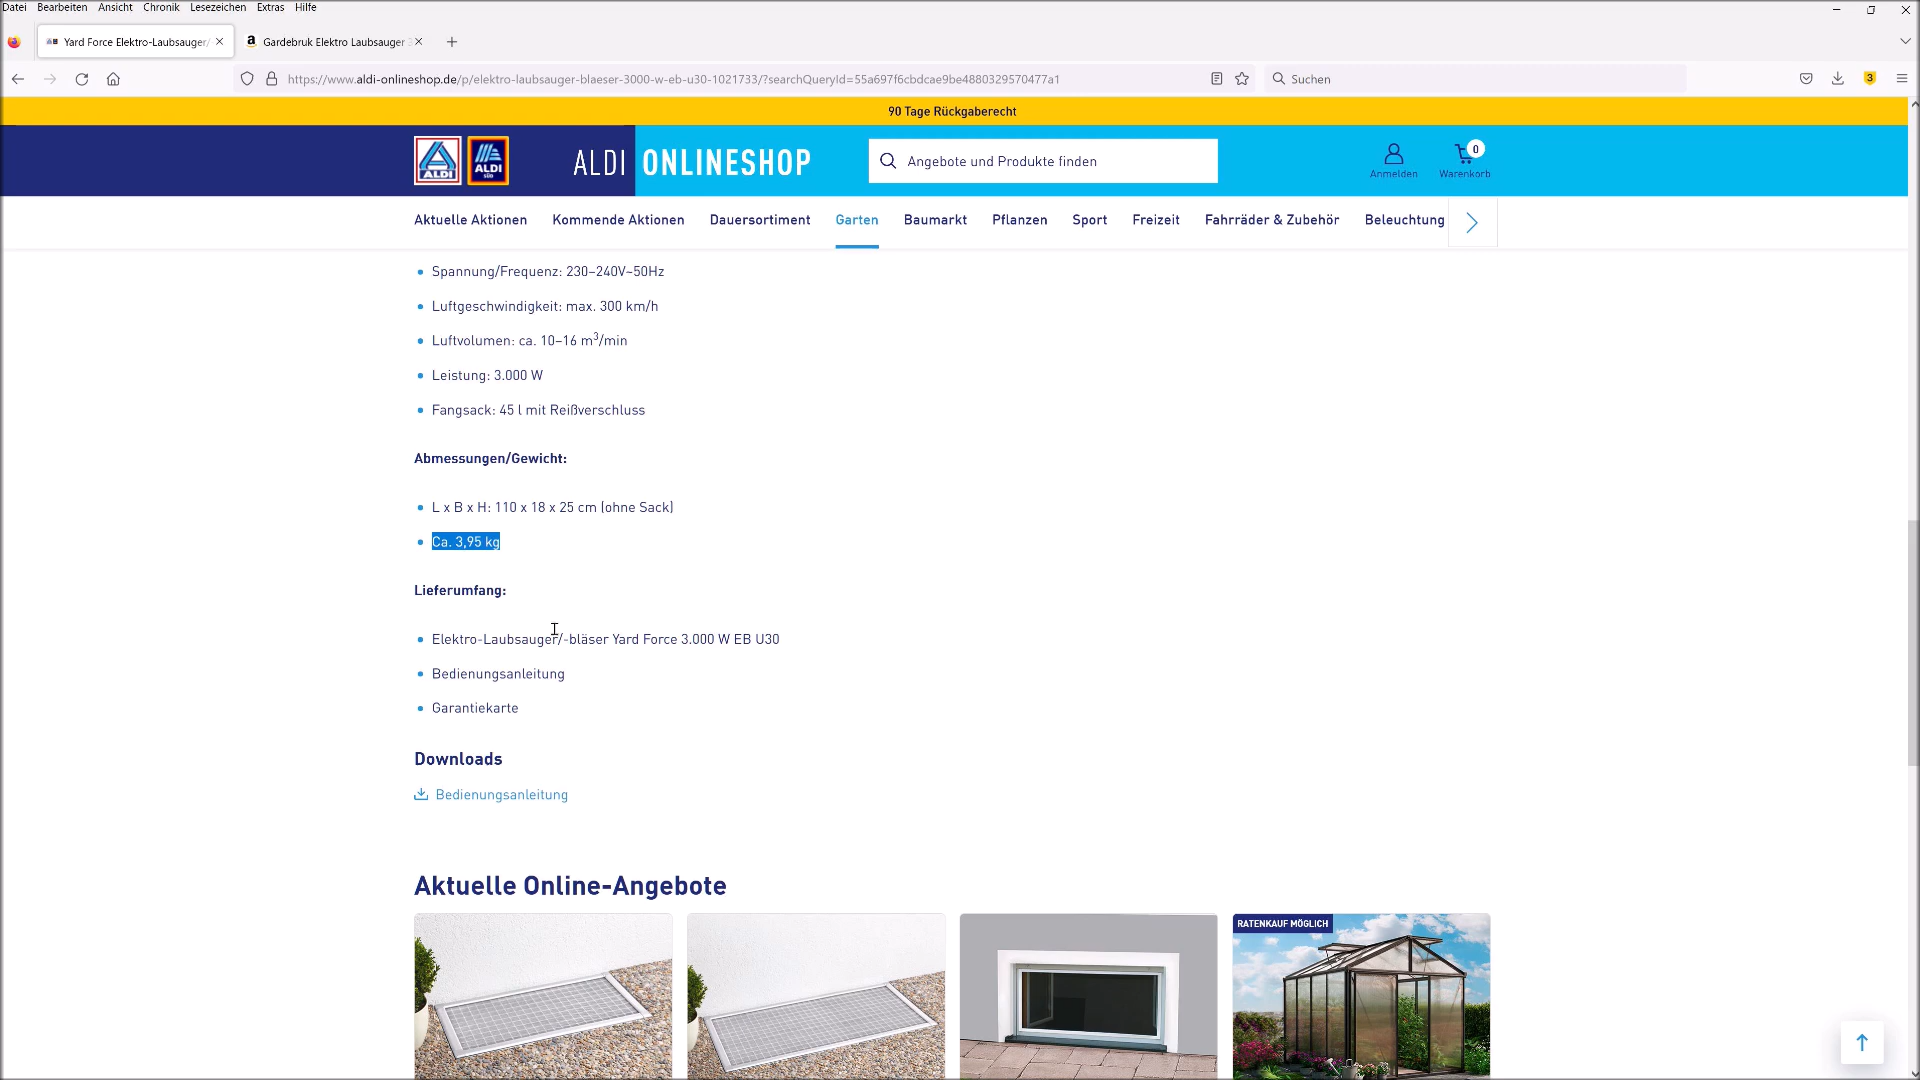 Datei Bearbeiten Ansicht Chronik Lesezeichen Extras Hilfe
Yard Force Elektro-Laubsauger/
Gardebruk Elektro Laubsauger 3
https://www.aldi-onlineshop.de/p/elektro-laubsauger-blaeser-3000-w-eb-u30-1021733/?searchQueryId=55a697f6cbdcae9be4880329570477a1
Suchen
3
90 Tage Rückgaberecht
ALDI
ALDI
SÜD
ALDI ONLINESHOP
Angebote und Produkte finden
Anmelden
0
Warenkorb
Aktuelle Aktionen Kommende Aktionen Dauersortiment Garten Baumarkt Pflanzen Sport Freizeit Fahrräder & Zubehör Beleuchtung
Spannung/Frequenz: 230–240V~50Hz
Luftgeschwindigkeit: max. 300 km/h
Luftvolumen: ca. 10–16 m³/min
Leistung: 3.000 W
Fangsack: 45 l mit Reißverschluss
Abmessungen/Gewicht:
L x B x H: 110 x 18 x 25 cm (ohne Sack)
Ca. 3,95 kg
Lieferumfang:
Elektro-Laubsauger/-bläser Yard Force 3.000 W EB U30
Bedienungsanleitung
Garantiekarte
Downloads
Bedienungsanleitung
Aktuelle Online-Angebote
RATENKAUF MÖGLICH